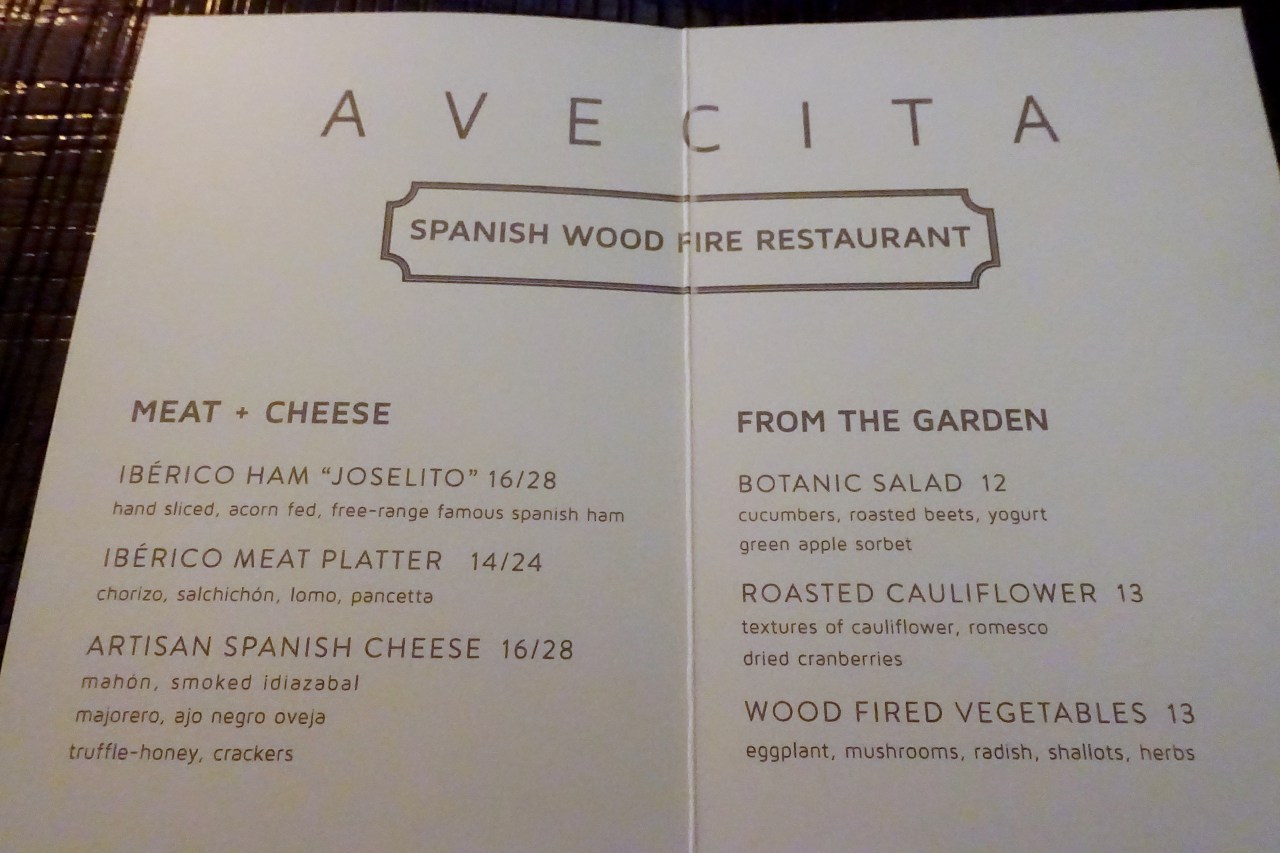 AVECITA
SPANISH WOOD FIRE RESTAURANT
MEAT + CHEESE
IBÉRICO HAM “JOSELITO” 16/28
hand sliced, acorn fed, free-range famous spanish ham
IBÉRICO MEAT PLATTER 14/24
chorizo, salchichón, lomo, pancetta
ARTISAN SPANISH CHEESE 16/28
mahón, smoked idiazabal
majorero, ajo negro oveja
truffle-honey, crackers
FROM THE GARDEN
BOTANIC SALAD 12
cucumbers, roasted beets, yogurt
green apple sorbet
ROASTED CAULIFLOWER 13
textures of cauliflower, romesco
dried cranberries
WOOD FIRED VEGETABLES 13
eggplant, mushrooms, radish, shallots, herbs